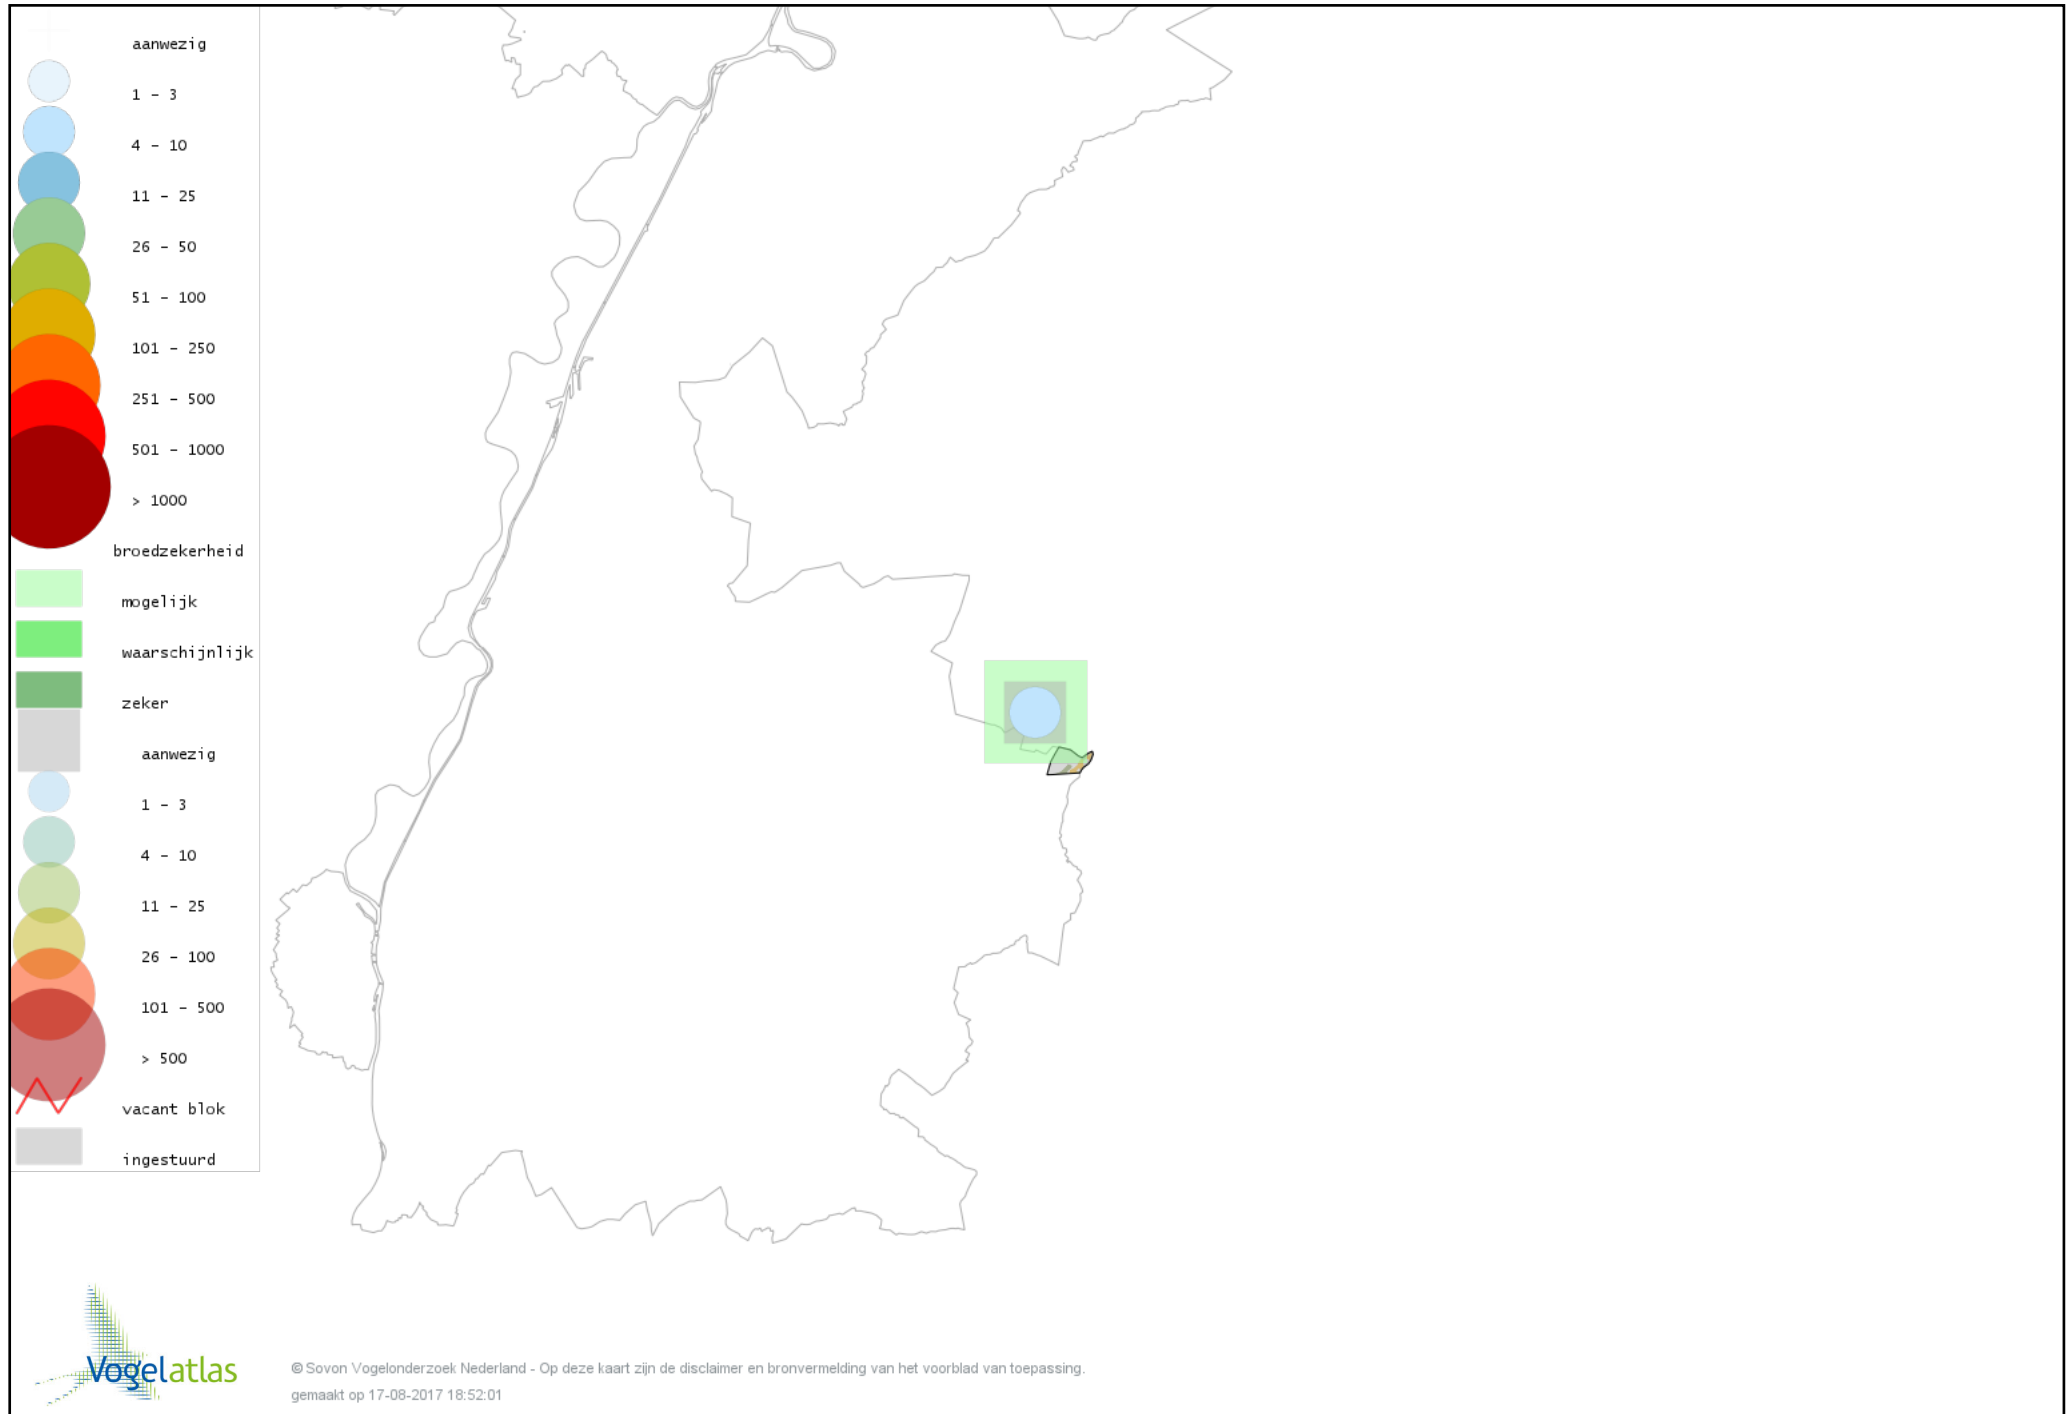 aanwezig
1 - 3
4 - 10
11 - 25
26 - 50
51 - 100
101 - 250
251 - 500
501 - 1000
> 1000
broedzekerheid
mogelijk
waarschijnlijk
zeker
aanwezig
1 - 3
4 - 10
11 - 25
26 - 100
101 - 500
> 500
vacant blok
ingestuurd
Vogelatlas
© Sovon Vogelonderzoek Nederland - Op deze kaart zijn de disclaimer en bronvermelding van het voorblad van toepassing.
gemaakt op 17-08-2017 18:52:01